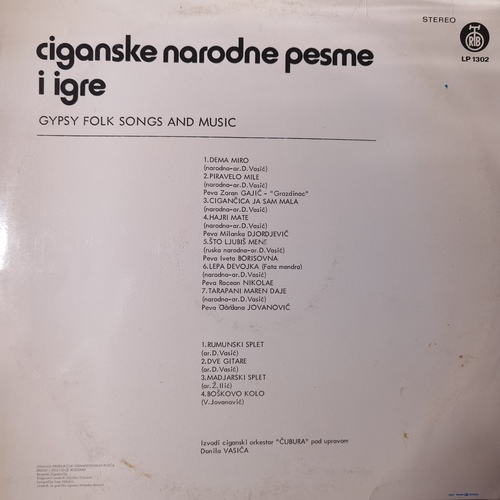 STEREO
RTB
LP 1302
ciganske narodne pesme
i igre
GYPSY FOLK SONGS AND MUSIC
1.DEMA MIRO
(narodna-ar.D.Vasić)
2.PIRAVELO MILE
(narodna-ar.D.Vasić)
Peva Zoran GAJIĆ - "Grozdinac"
3.CIGANČICA JA SAM MALA
(narodna-ar.D.Vasić)
4.HAJRI MATE
(narodna-ar.D.Vasić)
Peva Milanka DJORDJEVIĆ
5.ŠTO LJUBIŠ MENE
(ruska narodna-ar.D.Vasić)
Peva Iveta BORISOVNA
6.LEPA DEVOJKA (Fata mandra)
(narodna-ar.D.Vasić)
Peva Racean NIKOLAE
7.TARAPANI MAREN DAJE
(narodna-ar.D.Vasić)
Peva Gordana JOVANOVIĆ
1.RUMUNSKI SPLET
(ar.D.Vasić)
2.DVE GITARE
(ar.D.Vasić)
3.MADJARSKI SPLET
(ar.Ž.Ilić)
4.BOŠKOVO KOLO
(V.Jovanović)
Izvodi ciganski orkestar "ČUBURA" pod upravom
Danila VASIĆA